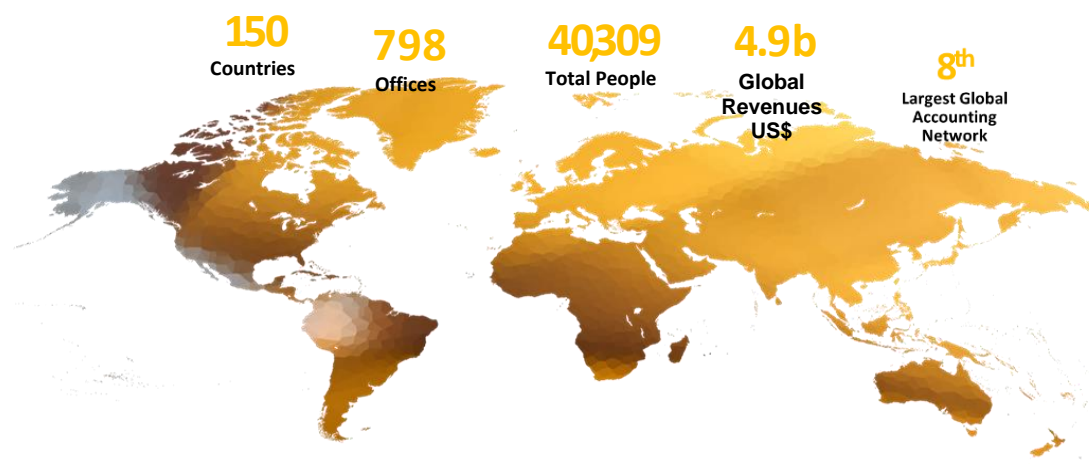 150
Countries
798
Offices
40,309
Total People
4.9b
Global
Revenues
US$
8th
Largest Global
Accounting
Network